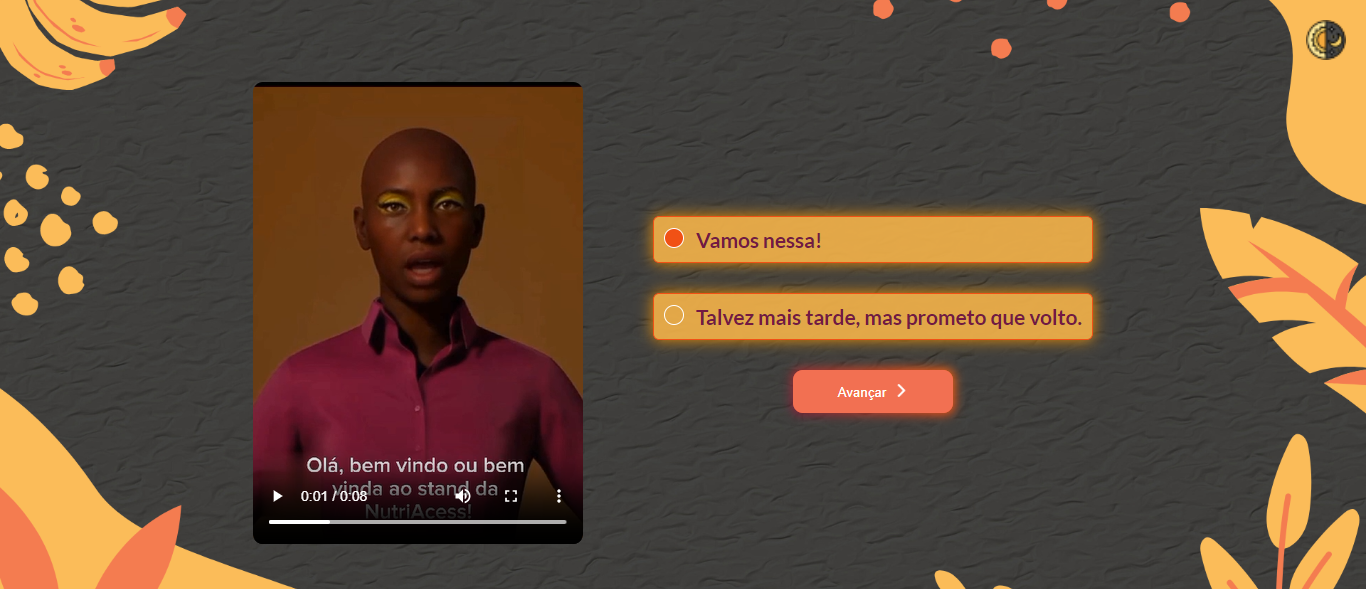 Olá, bem vindo ou bem
vinda ao stand da
NutriAcess!
0:01 / 0:08
Vamos nessa!
Talvez mais tarde, mas prometo que volto.
Avançar